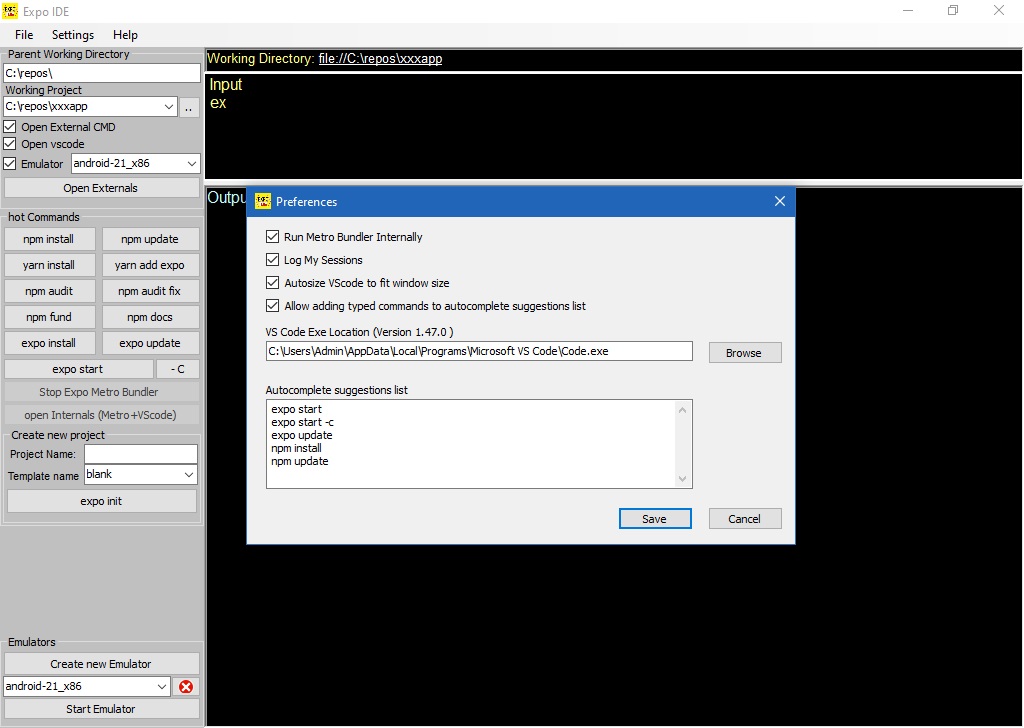 Expo IDE
File Settings Help
Parent Working Directory
C:\repos\
Working Project
C:\repos\xxxapp
..
Open External CMD
Open vscode
Emulator android-21_x86
Open Externals
hot Commands
npm install npm update
yarn install yarn add expo
npm audit npm audit fix
npm fund npm docs
expo install expo update
expo start - C
Stop Expo Metro Bundler
open Internals (Metro+VScode)
Create new project
Project Name:
Template name blank
expo init
Emulators
Create new Emulator
android-21_x86
Start Emulator
Working Directory: file://C:\repos\xxxapp
Input
ex
Outpu
Preferences
Run Metro Bundler Internally
Log My Sessions
Autosize VScode to fit window size
Allow adding typed commands to autocomplete suggestions list
VS Code Exe Location (Version 1.47.0 )
C:\Users\Admin\AppData\Local\Programs\Microsoft VS Code\Code.exe
Browse
Autocomplete suggestions list
expo start
expo start -c
expo update
npm install
npm update
Save Cancel